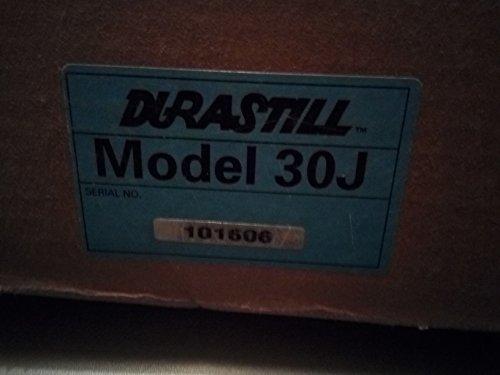 DURASTILL™
Model 30J
SERIAL NO.
101606